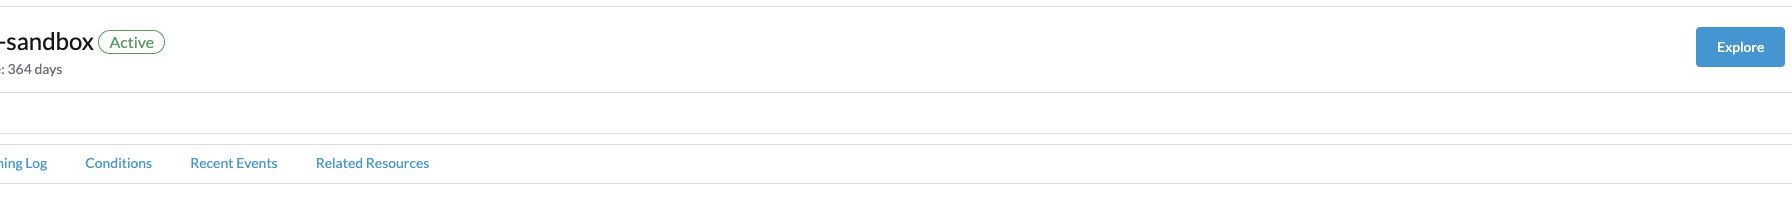 -sandbox Active
Explore
: 364 days
ning Log Conditions Recent Events Related Resources